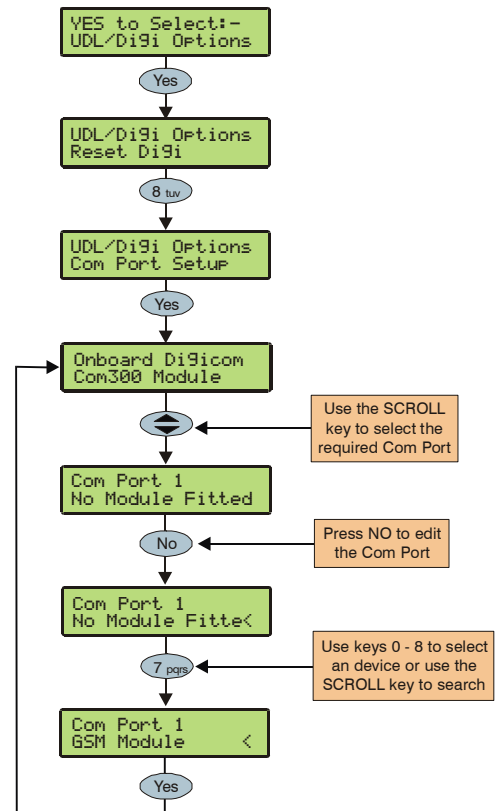 YES to Select:-
UDL/Digi Options
Yes
UDL/Digi Options
Reset Digi
8 tuv
UDL/Digi Options
Com Port Setup
Yes
Onboard Digicom
Com300 Module
Use the SCROLL
key to select the
required Com Port
Com Port 1
No Module Fitted
No
Press NO to edit
the Com Port
Com Port 1
No Module Fitte<
7 pqrs
Use keys 0 - 8 to select
an device or use the
SCROLL key to search
Com Port 1
GSM Module <
Yes